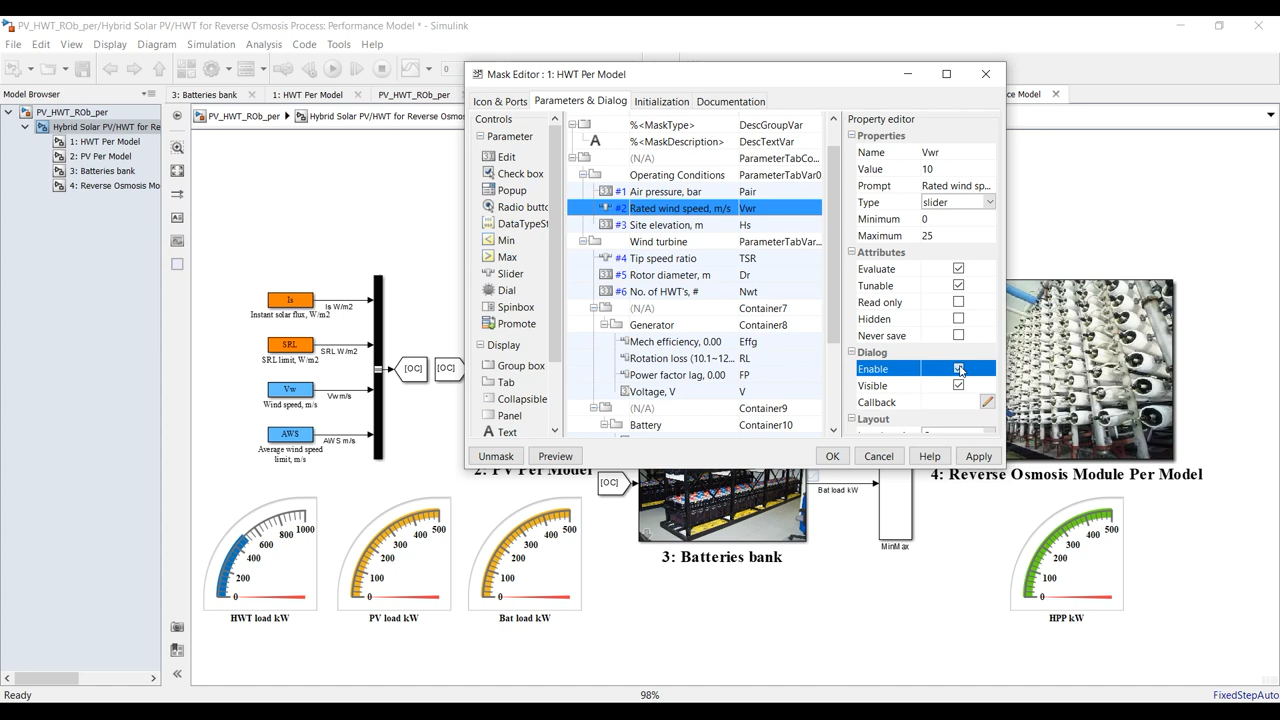 PV_HWT_ROb_per/Hybrid Solar PV/HWT for Reverse Osmosis Process: Performance Model * - Simulink
File Edit View Display Diagram Simulation Analysis Code Tools Help
0
Model Browser
3: Batteries bank
1: HWT Per Model
PV_HWT_ROb_per
ce Model
PV_HWT_ROb_per
Hybrid Solar PV/HWT for Reverse Osmos
PV_HWT_ROb_per
Hybrid Solar PV/HWT for Re
1: HWT Per Model
2: PV Per Model
3: Batteries bank
4: Reverse Osmosis Mo
Mask Editor : 1: HWT Per Model
Icon & Ports
Parameters & Dialog
Initialization
Documentation
Controls
Parameter
Edit
Check box
Popup
Radio butto
DataTypeSt
Min
Max
Slider
Dial
Spinbox
Promote
Display
Group box
Tab
Collapsible
Panel
Text
%<MaskType> DescGroupVar
%<MaskDescription> DescTextVar
(N/A) ParameterTabCo...
Operating Conditions ParameterTabVar0
#1 Air pressure, bar Pair
#2 Rated wind speed, m/s Vwr
#3 Site elevation, m Hs
Wind turbine ParameterTabVar...
#4 Tip speed ratio TSR
#5 Rotor diameter, m Dr
#6 No. of HWT's, # Nwt
(N/A) Container7
Generator Container8
Mech efficiency, 0.00 Effg
Rotation loss (10.1~12... RL
Power factor lag, 0.00 FP
Voltage, V V
(N/A) Container9
Battery Container10
Property editor
Properties
Name Vwr
Value 10
Prompt Rated wind sp...
Type slider
Minimum 0
Maximum 25
Attributes
Evaluate
Tunable
Read only
Hidden
Never save
Dialog
Enable
Visible
Callback
Layout
Unmask
Preview
OK
Cancel
Help
Apply
Is
Is W/m2
Instant solar flux, W/m2
SRL
SRL W/m2
SRL limit, W/m2
Vw
Vw m/s
Wind speed, m/s
AWS
AWS m/s
Average wind speed
limit, m/s
[OC]
[OC]
2: PV Per Model
[OC]
Bat load kW
MinMax
3: Batteries bank
4: Reverse Osmosis Module Per Model
0 200 400 600 800 1000
HWT load kW
0 100 200 300 400 500
PV load kW
0 100 200 300 400 500
Bat load kW
0 100 200 300 400 500
HPP kW
Ready
98%
FixedStepAuto